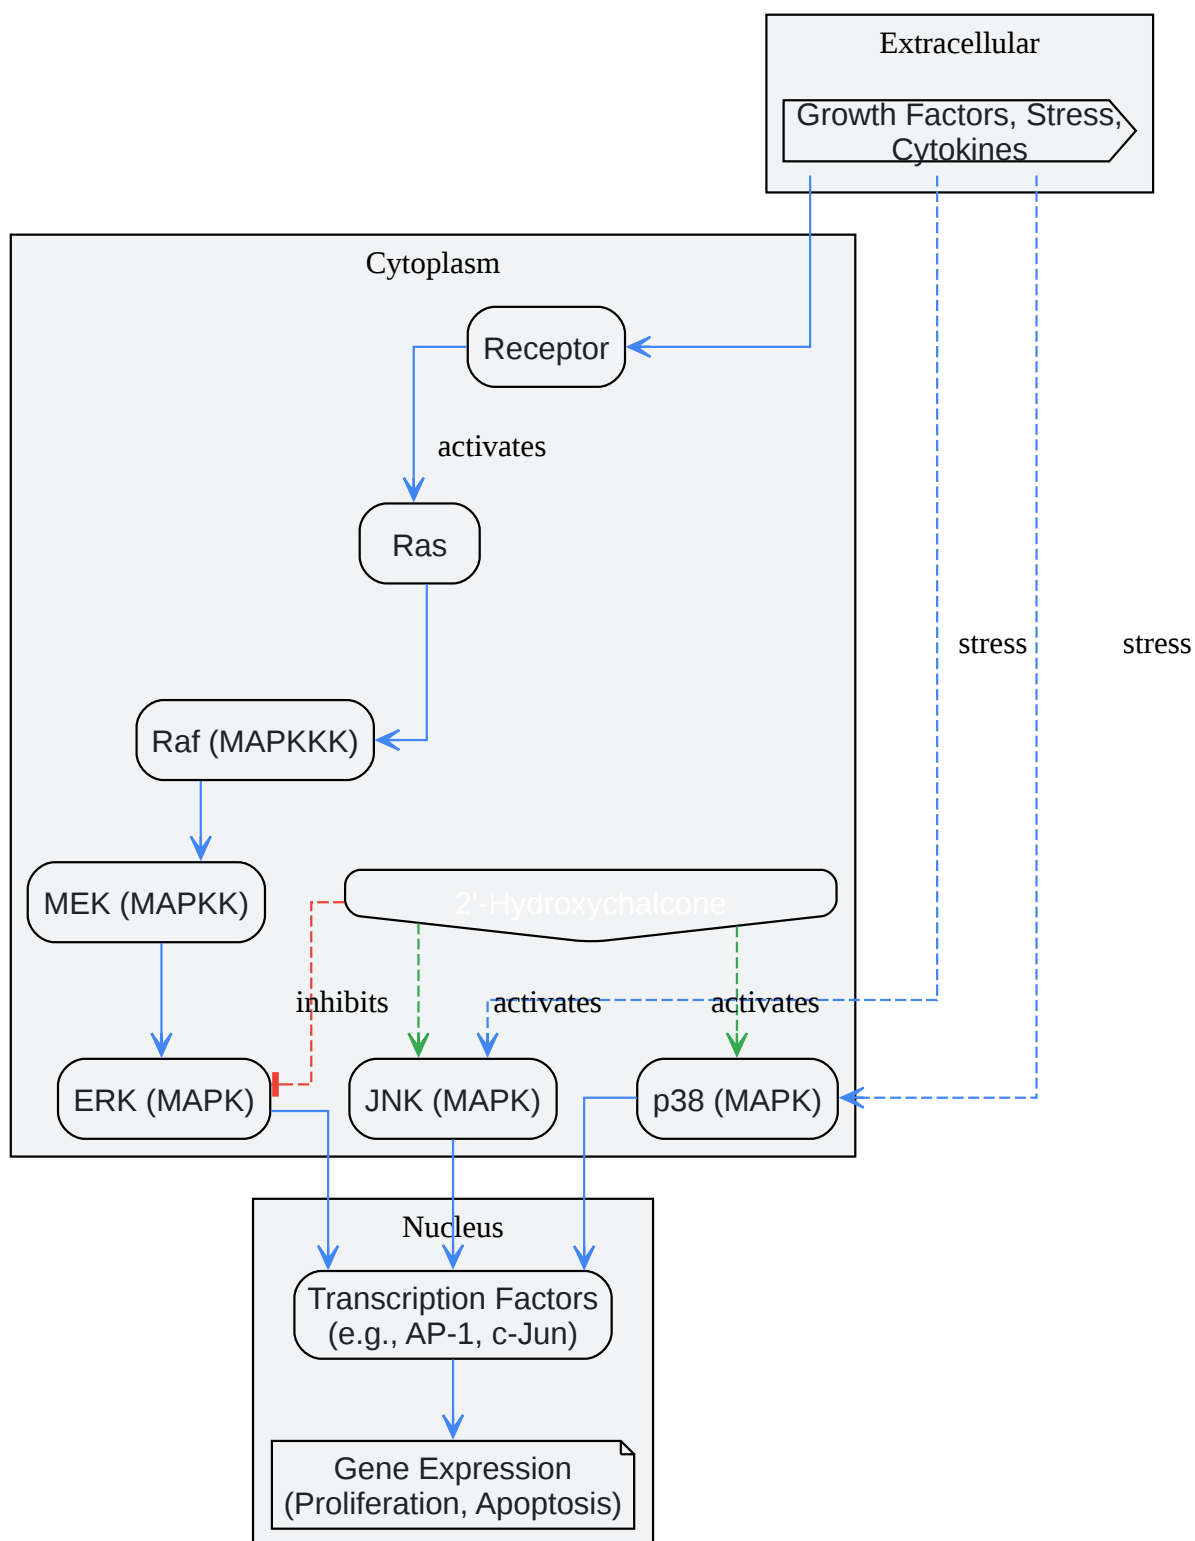 Extracellular
Growth Factors, Stress,
Cytokines
Cytoplasm
Receptor
activates
Ras
stress
stress
Raf (MAPKKK)
MEK (MAPKK)
2'-Hydroxychalcone
inhibits
activates
activates
ERK (MAPK)
JNK (MAPK)
p38 (MAPK)
Nucleus
Transcription Factors
(e.g., AP-1, c-Jun)
Gene Expression
(Proliferation, Apoptosis)